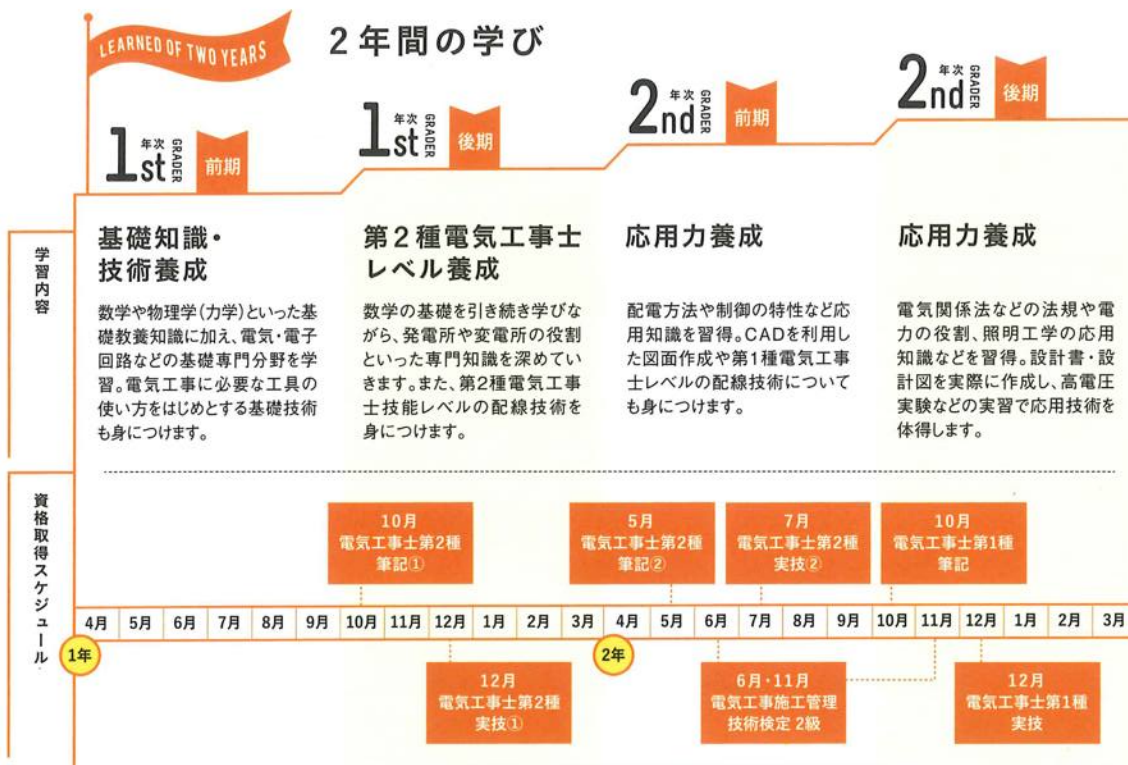 LEARNED OF TWO YEARS
2年間の学び
1st
年次
GRADER
前期
1st
年次
GRADER
後期
2nd
年次
GRADER
前期
2nd
年次
GRADER
後期
学習内容
基礎知識・
技術養成
数学や物理学(力学)といった基
礎教養知識に加え、電気・電子
回路などの基礎専門分野を学
習。電気工事に必要な工具の
使い方をはじめとする基礎技術
も身につけます。
第2種電気工事士
レベル養成
数学の基礎を引き続き学びな
がら、発電所や変電所の役割
といった専門知識を深めてい
きます。また、第2種電気工事
士技能レベルの配線技術を
身につけます。
応用力養成
配電方法や制御の特性など応
用知識を習得。CADを利用し
た図面作成や第1種電気工事
士レベルの配線技術について
も身につけます。
応用力養成
電気関係法などの法規や電
力の役割、照明工学の応用
知識などを習得。設計書・設
計図を実際に作成し、高電圧
実験などの実習で応用技術を
体得します。
資格取得スケジュール
10月
電気工事士第2種
筆記①
5月
電気工事士第2種
筆記②
7月
電気工事士第2種
実技②
10月
電気工事士第1種
筆記
4月 5月 6月 7月 8月 9月 10月 11月 12月 1月 2月 3月 4月 5月 6月 7月 8月 9月 10月 11月 12月 1月 2月 3月
1年
2年
12月
電気工事士第2種
実技①
6月・11月
電気工事施工管理
技術検定 2級
12月
電気工事士第1種
実技